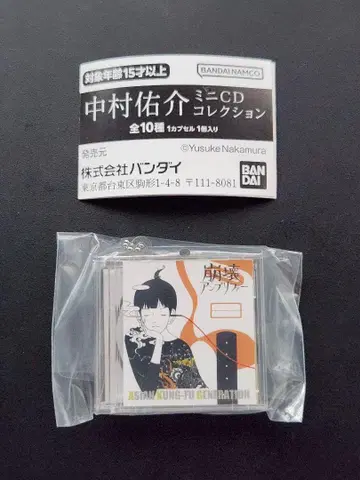 対象年齢15才以上
BANDAI NAMCO
中村佑介 ミニCDコレクション
全10種 1カプセル 1個入り
©Yusuke Nakamura
発売元
株式会社バンダイ
東京都台東区駒形1-4-8 〒111-8081
BAN
DAI
崩壊
アンプリファー
ASIAN KUNG-FU GENERATION